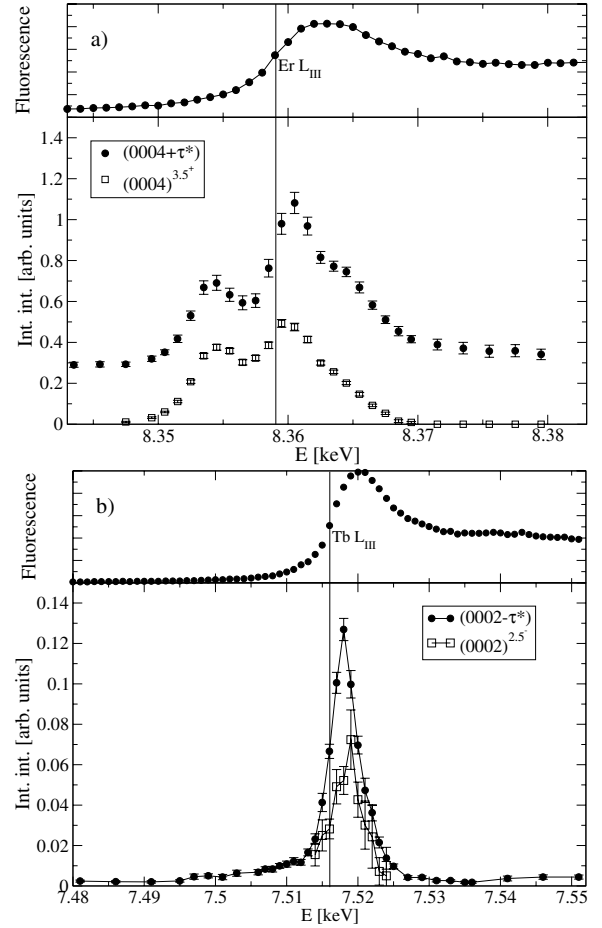 Fluorescence
a)
Er L_III
1.4
1.2
1
0.8
0.6
0.4
0.2
0
Int. int. [arb. units]
(0004+τ*)
(0004)^3.5+
8.35 8.36 8.37 8.38
E [keV]
Fluorescence
b)
Tb L_III
0.14
0.12
0.1
0.08
0.06
0.04
0.02
0
Int. int. [arb. units]
(0002-τ*)
(0002)^2.5-
7.48 7.49 7.5 7.51 7.52 7.53 7.54 7.55
E [keV]